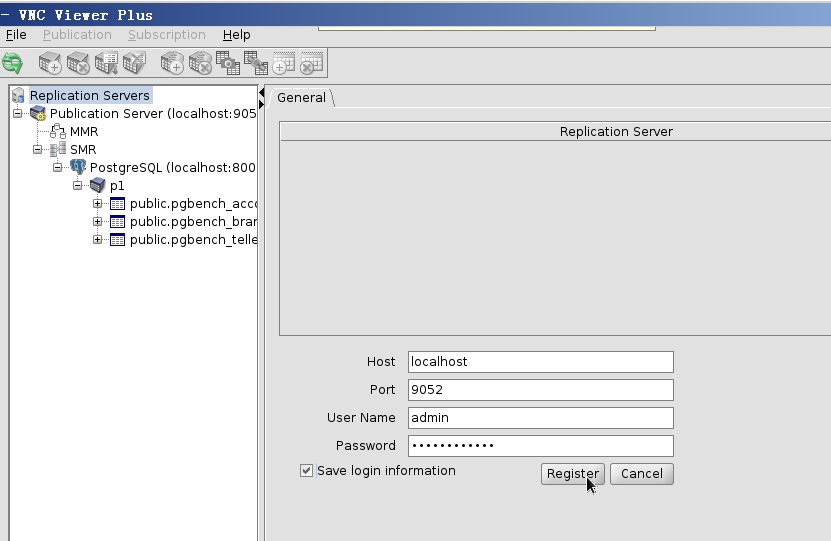 - VNC Viewer Plus
File Publication Subscription Help
Replication Servers
Publication Server (localhost:905
MMR
SMR
PostgreSQL (localhost:800
p1
public.pgbench_acco
public.pgbench_bran
public.pgbench_telle
General
Replication Server
Host localhost
Port 9052
User Name admin
Password ••••••••••••
Save login information
Register Cancel